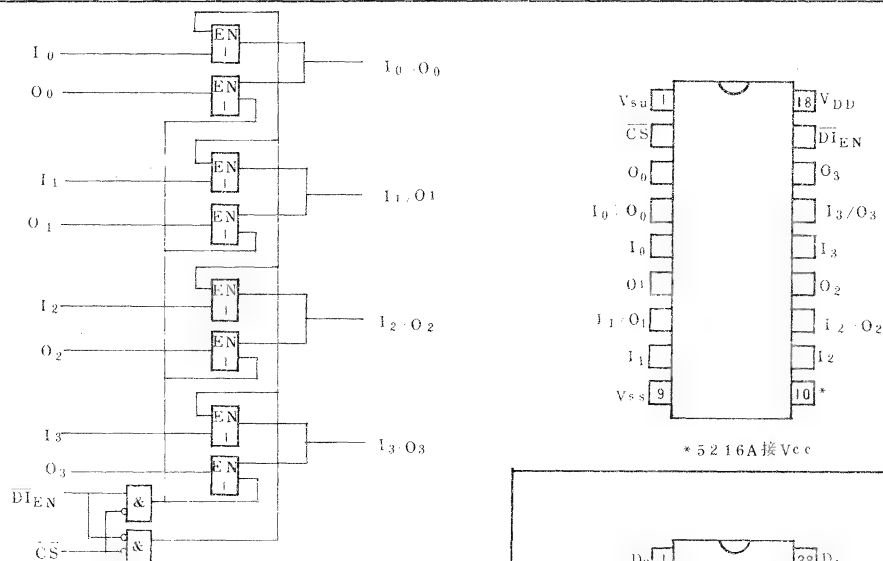 EN
1
I0
I0·O0
O0
EN
1
EN
1
I1
I1/O1
O1
EN
1
EN
1
I2
I2·O2
O2
EN
1
EN
1
I3
I3·O3
O3
EN
1
DIEN
&
CS
&
Vsu 1
18 VDD
CS
DIEN
O0
O3
I0·O0
I3/O3
I0
I3
O1
O2
I1/O1
I2·O2
I1
I2
Vss 9
10 *
*5216A接Vcc
1